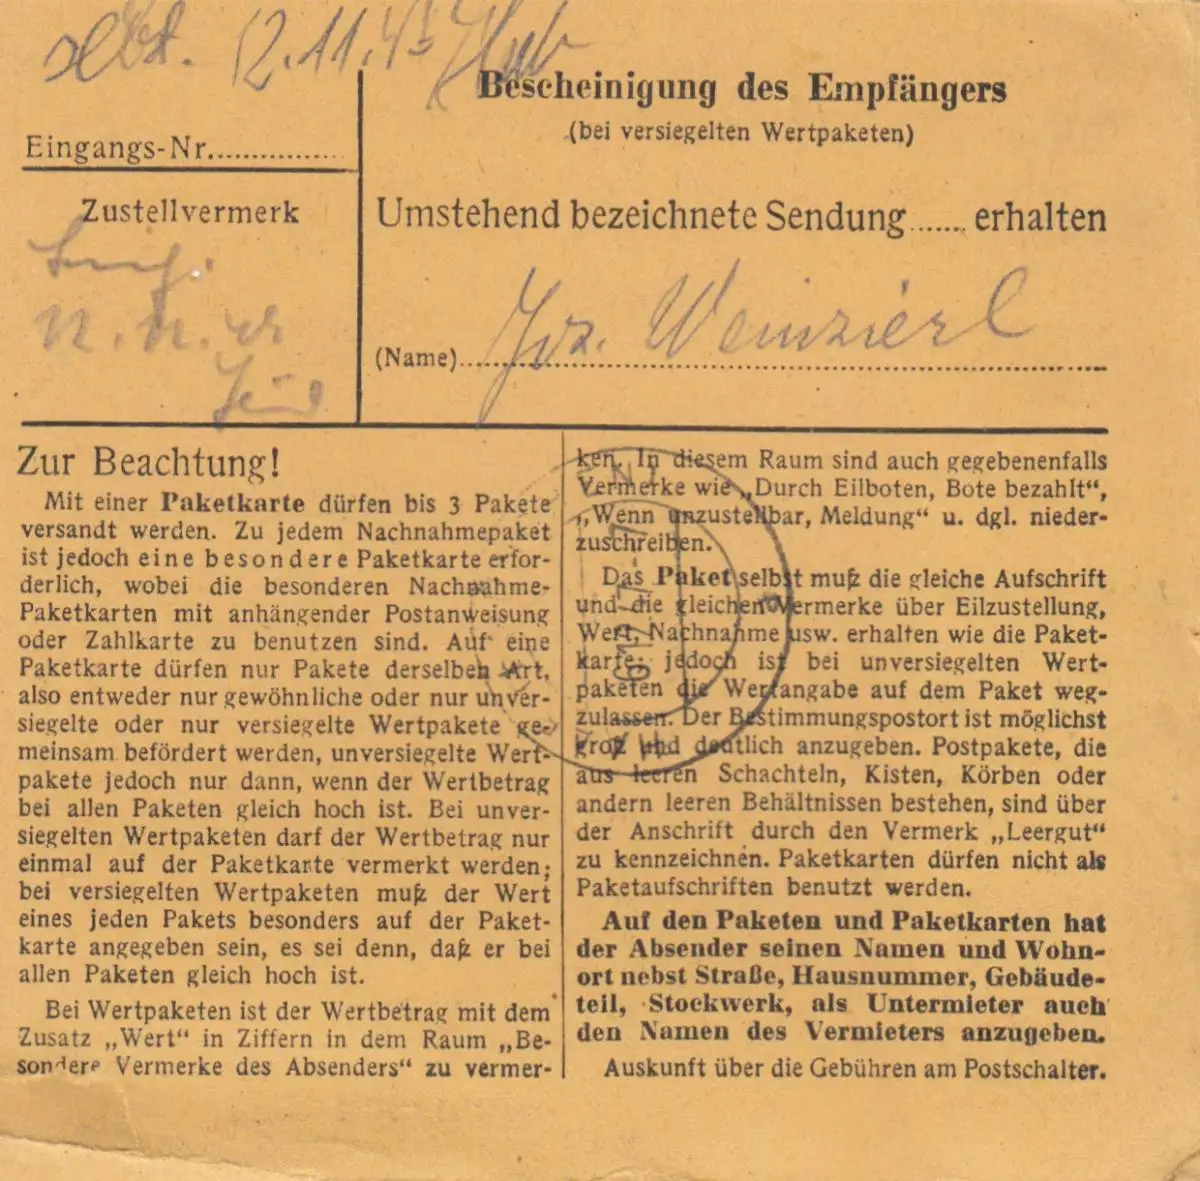 12.11.45
Bescheinigung des Empfängers
(bei versiegelten Wertpaketen)
Eingangs-Nr...............
Zustellvermerk
Umstehend bezeichnete Sendung...... erhalten
(Name) Jos. Weinzierl
Zur Beachtung!
Mit einer Paketkarte dürfen bis 3 Pakete
versandt werden. Zu jedem Nachnahmepaket
ist jedoch eine besondere Paketkarte erfor-
derlich, wobei die besonderen Nachnahme-
Paketkarten mit anhängender Postanweisung
oder Zahlkarte zu benutzen sind. Auf eine
Paketkarte dürfen nur Pakete derselben Art,
also entweder nur gewöhnliche oder nur unver-
siegelte oder nur versiegelte Wertpakete ge-
meinsam befördert werden, unversiegelte Wert-
pakete jedoch nur dann, wenn der Wertbetrag
bei allen Paketen gleich hoch ist. Bei unver-
siegelten Wertpaketen darf der Wertbetrag nur
einmal auf der Paketkarte vermerkt werden;
bei versiegelten Wertpaketen muß der Wert
eines jeden Pakets besonders auf der Paket-
karte angegeben sein, es sei denn, daß er bei
allen Paketen gleich hoch ist.
Bei Wertpaketen ist der Wertbetrag mit dem
Zusatz „Wert“ in Ziffern in dem Raum „Be-
sondere Vermerke des Absenders“ zu vermer-
ken. In diesem Raum sind auch gegebenenfalls
Vermerke wie „Durch Eilboten, Bote bezahlt“,
„Wenn unzustellbar, Meldung“ u. dgl. nieder-
zuschreiben.
Das Paket selbst muß die gleiche Aufschrift
und die gleichen Vermerke über Eilzustellung,
Wert, Nachnahme usw. erhalten wie die Paket-
karte; jedoch ist bei unversiegelten Wert-
paketen die Wertangabe auf dem Paket weg-
zulassen. Der Bestimmungspostort ist möglichst
groß und deutlich anzugeben. Postpakete, die
aus leeren Schachteln, Kisten, Körben oder
andern leeren Behältnissen bestehen, sind über
der Anschrift durch den Vermerk „Leergut“
zu kennzeichnen. Paketkarten dürfen nicht als
Paketaufschriften benutzt werden.
Auf den Paketen und Paketkarten hat
der Absender seinen Namen und Wohn-
ort nebst Straße, Hausnummer, Gebäude-
teil, Stockwerk, als Untermieter auch
den Namen des Vermieters anzugeben.
Auskunft über die Gebühren am Postschalter.